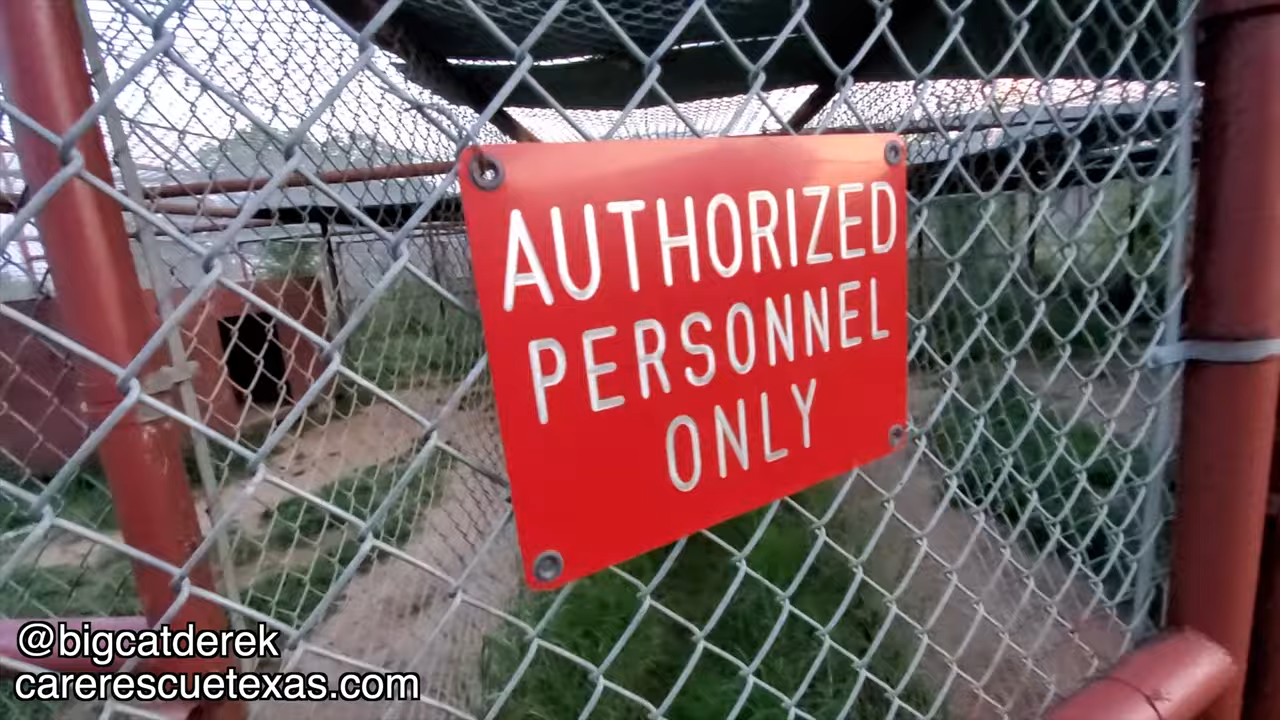 AUTHORIZED
PERSONNEL
ONLY
@bigcatderek
carerescuetexas.com